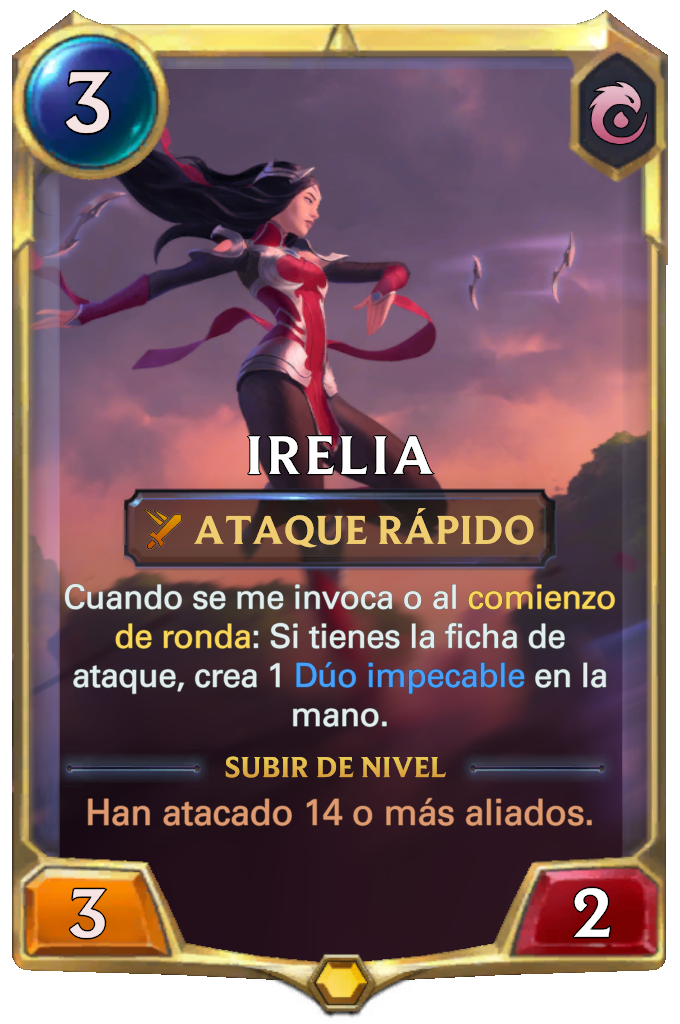 3
IRELIA
ATAQUE RÁPIDO
Cuando se me invoca o al comienzo
de ronda: Si tienes la ficha de
ataque, crea 1 Dúo impecable en la
mano.
SUBIR DE NIVEL
Han atacado 14 o más aliados.
3
2